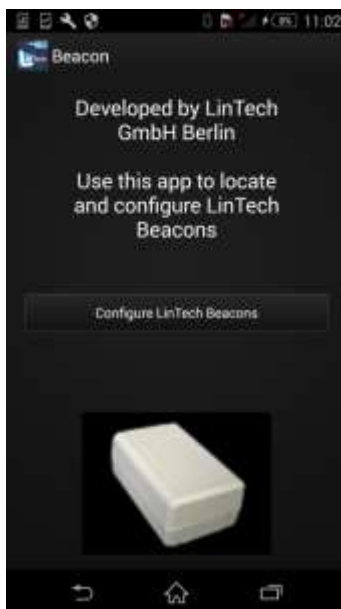 11:02
Beacon
Developed by LinTech
GmbH Berlin
Use this app to locate
and configure LinTech
Beacons
Configure LinTech Beacons